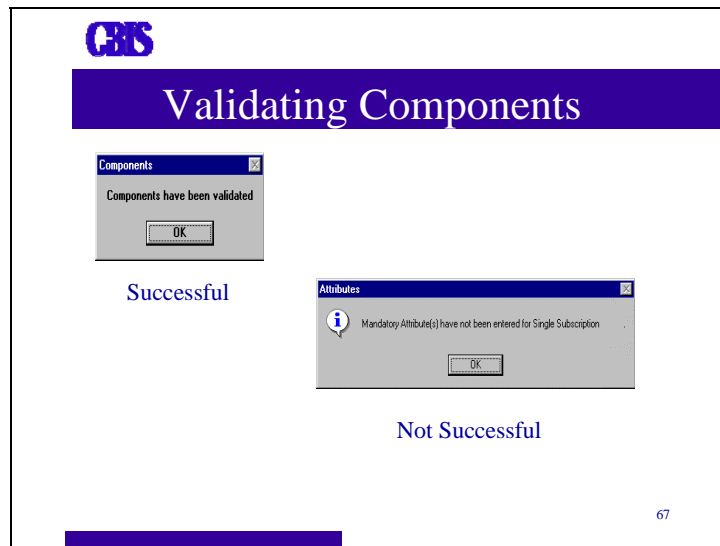 CBIS
Validating Components
Components
Components have been validated
OK
Successful
Attributes
Mandatory Attribute(s) have not been entered for Single Subscription .
OK
Not Successful
67